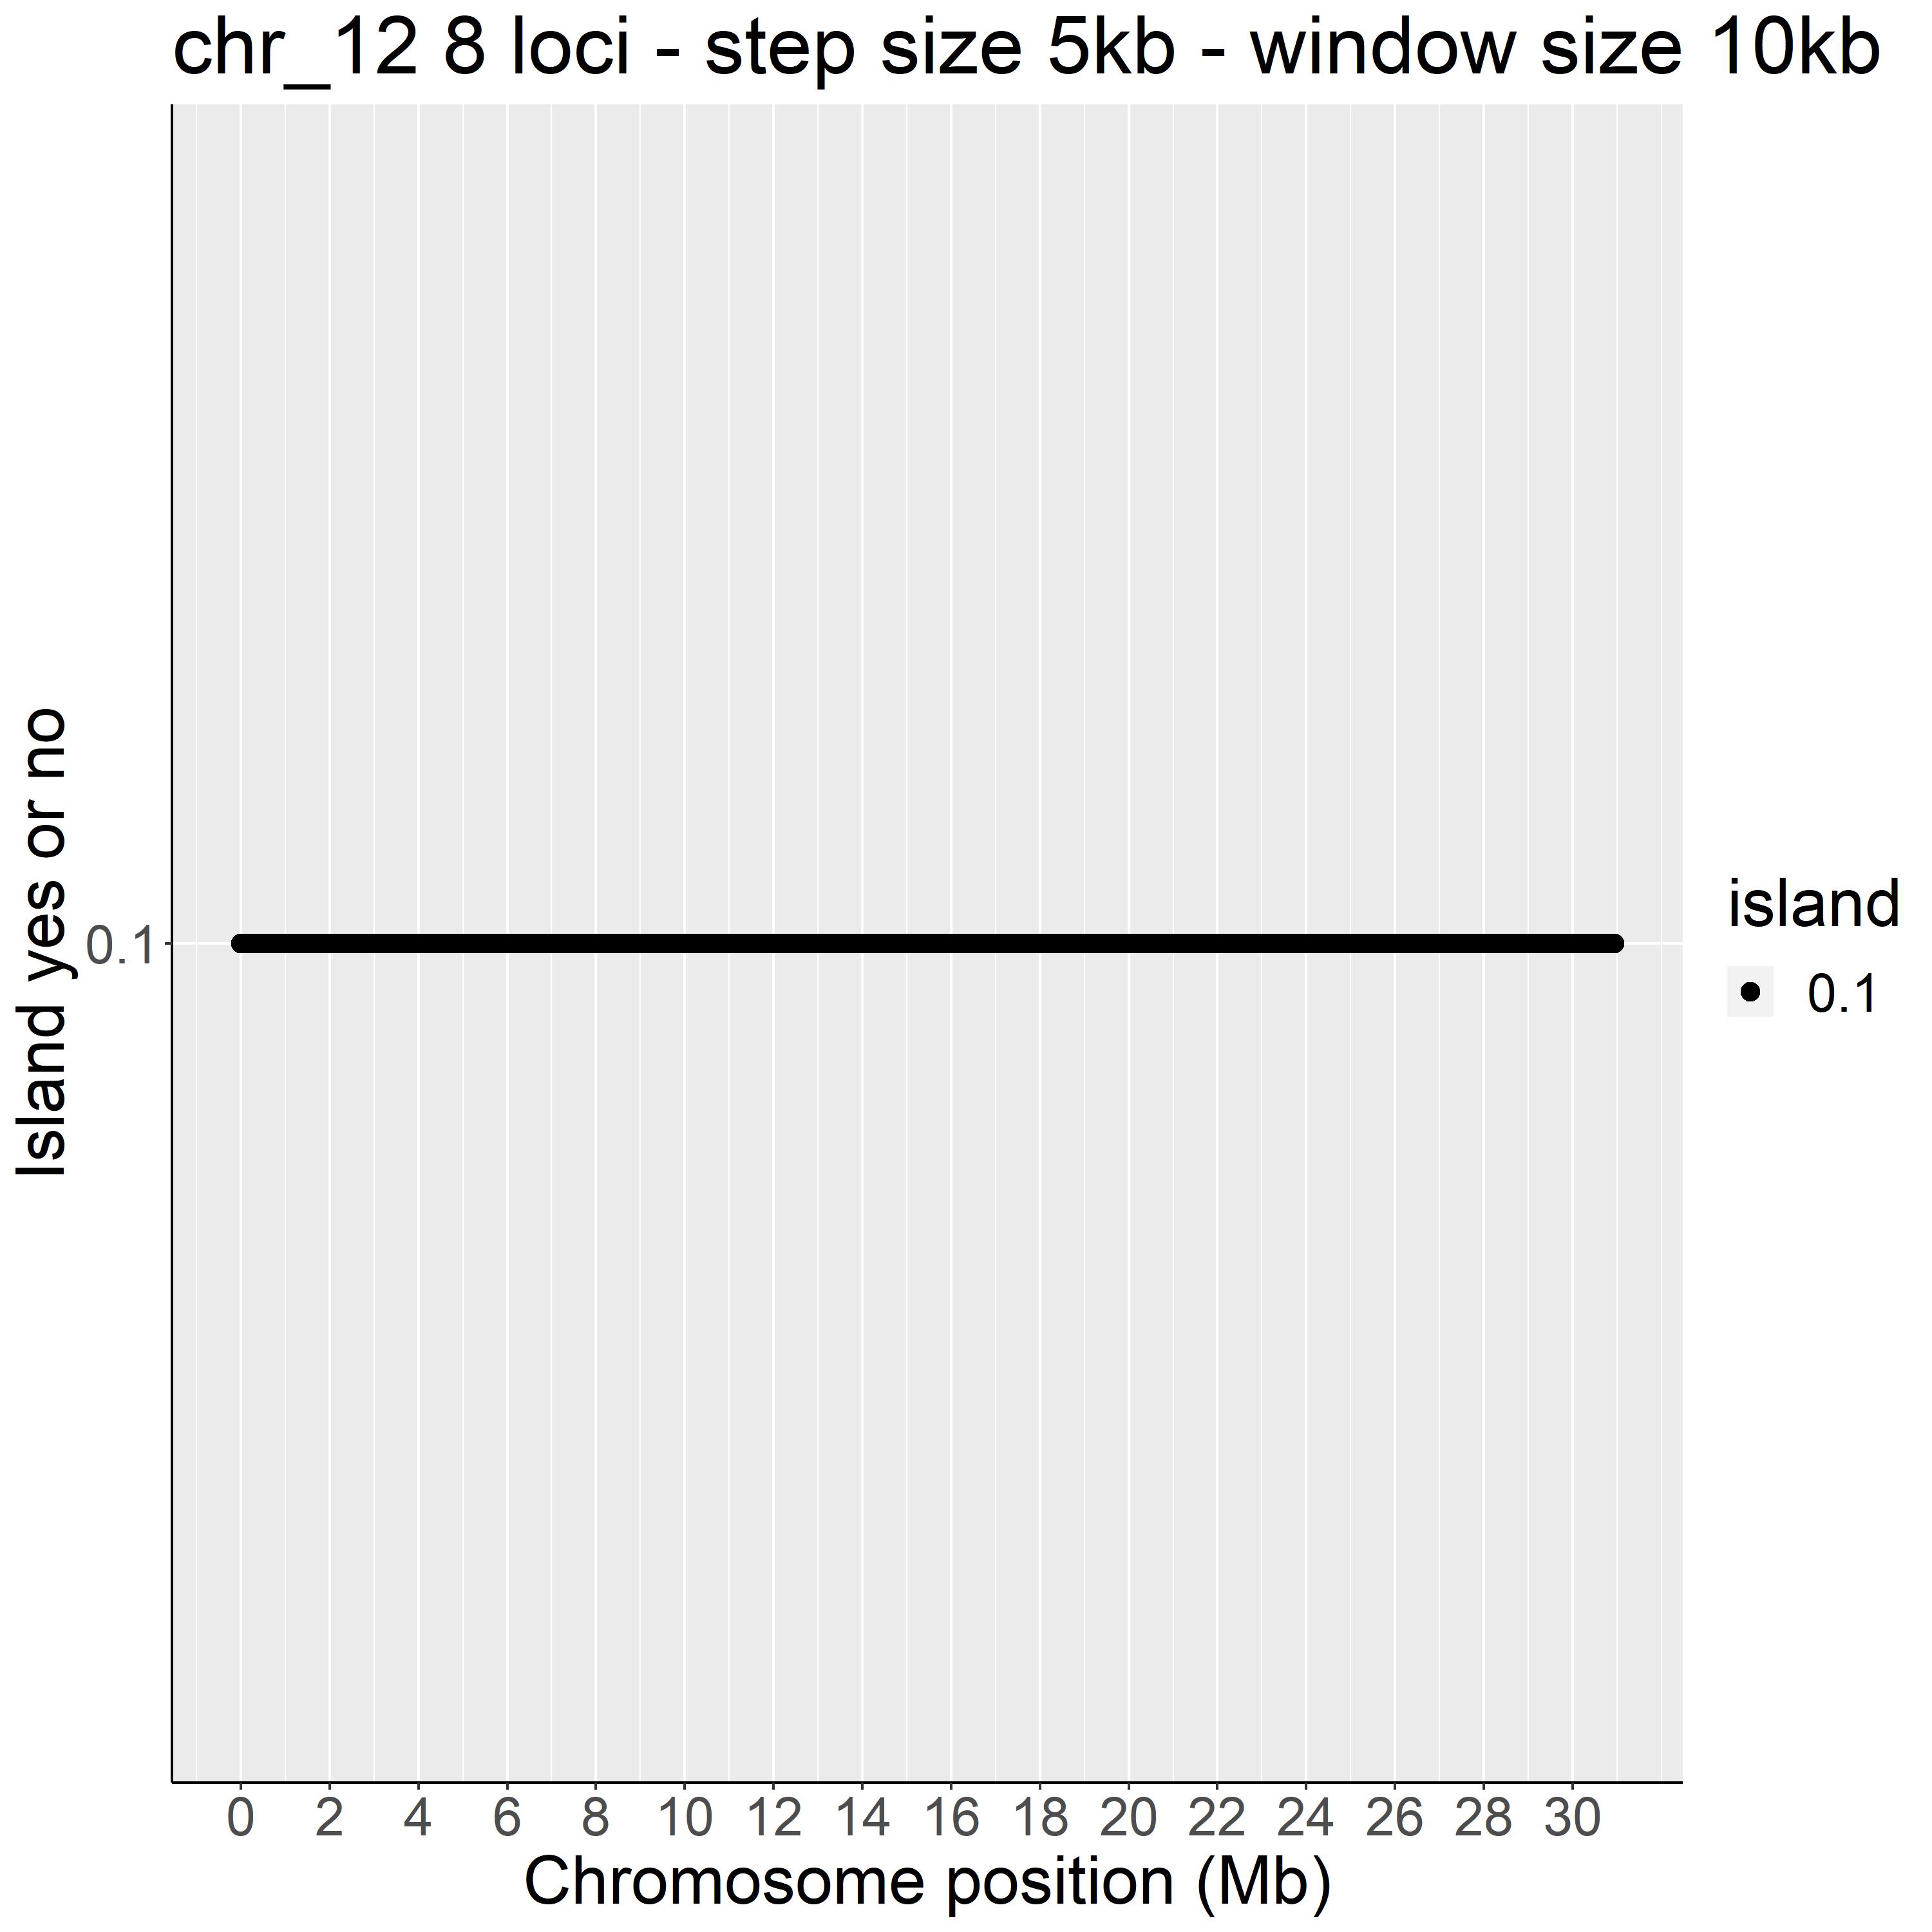 chr_12 8 loci - step size 5kb - window size 10kb
Island yes or no
0.1
island
0.1
0 2 4 6 8 10 12 14 16 18 20 22 24 26 28 30
Chromosome position (Mb)